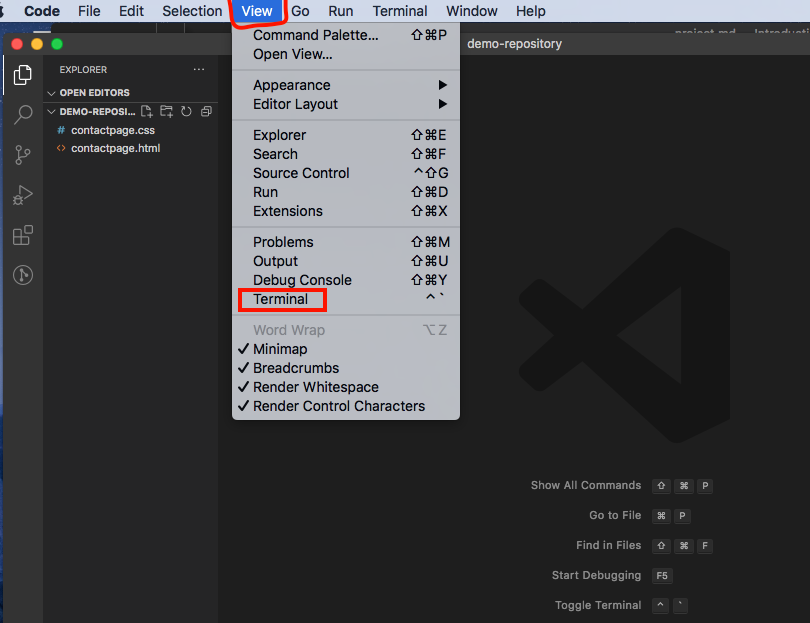 Code File Edit Selection View Go Run Terminal Window Help
demo-repository
EXPLORER ...
OPEN EDITORS
DEMO-REPOSI...
# contactpage.css
<> contactpage.html
Command Palette... ⇧⌘P
Open View...
Appearance ▶
Editor Layout ▶
Explorer ⇧⌘E
Search ⇧⌘F
Source Control ^⇧G
Run ⇧⌘D
Extensions ⇧⌘X
Problems ⇧⌘M
Output ⇧⌘U
Debug Console ⇧⌘Y
Terminal ^`
Word Wrap ⌥Z
✓ Minimap
✓ Breadcrumbs
✓ Render Whitespace
✓ Render Control Characters
Show All Commands ⇧ ⌘ P
Go to File ⌘ P
Find in Files ⇧ ⌘ F
Start Debugging F5
Toggle Terminal ^ `